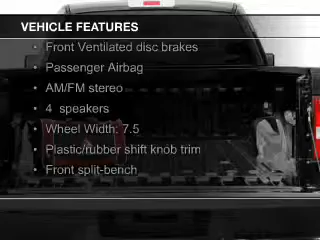 VEHICLE FEATURES
• Front Ventilated disc brakes
• Passenger Airbag
• AM/FM stereo
• 4 speakers
• Wheel Width: 7.5
• Plastic/rubber shift knob trim
• Front split-bench